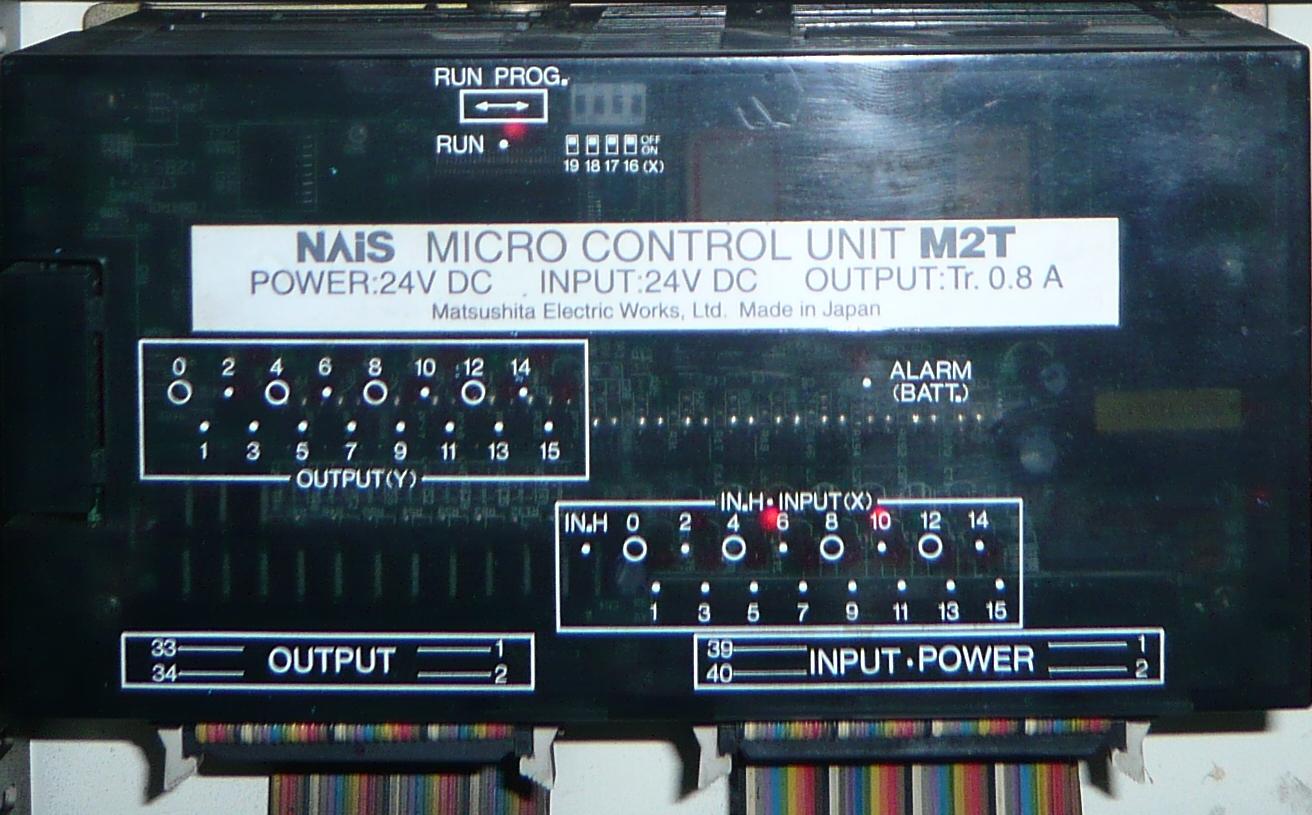 RUN PROG.
RUN
OFF
ON
19 18 17 16 (X)
NAiS MICRO CONTROL UNIT M2T
POWER:24V DC INPUT:24V DC OUTPUT:Tr. 0.8 A
Matsushita Electric Works, Ltd. Made in Japan
0 2 4 6 8 10 12 14
1 3 5 7 9 11 13 15
OUTPUT(Y)
ALARM
(BATT.)
IN.H・INPUT(X)
IN.H 0 2 4 6 8 10 12 14
1 3 5 7 9 11 13 15
33 OUTPUT 1
34 2
39 INPUT・POWER 1
40 2